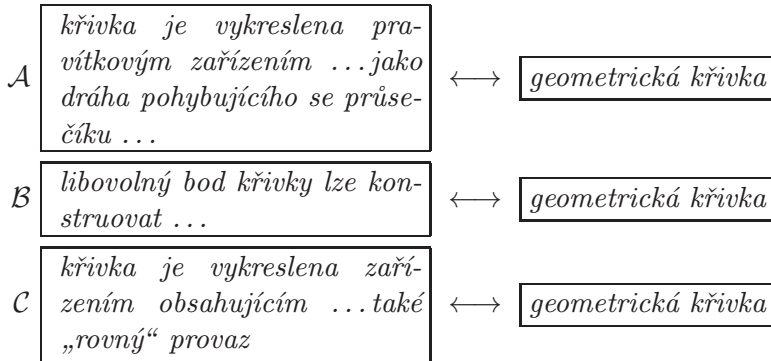 křivka je vykreslena pra-
vítkovým zařízením ... jako
dráha pohybujícího se průse-
číku ...
𝒜 ⟷ geometrická křivka
libovolný bod křivky lze kon-
struovat ...
ℬ ⟷ geometrická křivka
křivka je vykreslena zaří-
zením obsahujícím ... také
„rovný“ provaz
𝒞 ⟷ geometrická křivka